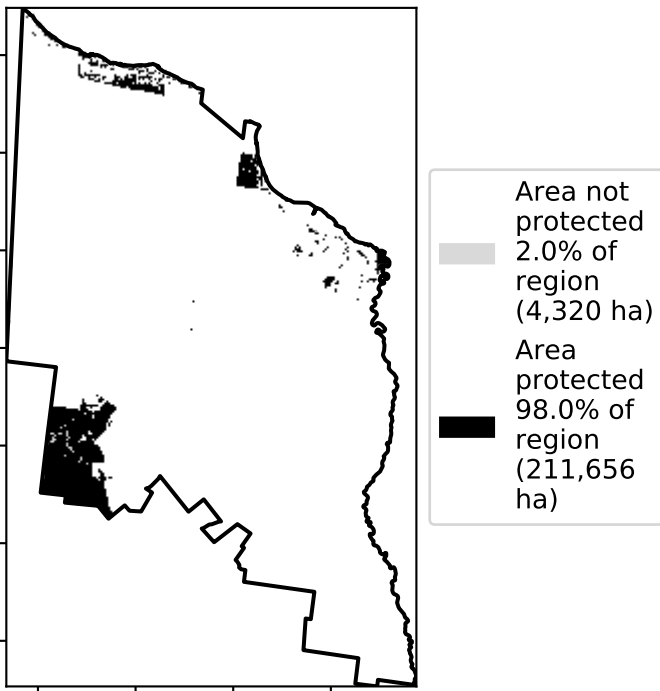 Area not
protected
2.0% of
region
(4,320 ha)
Area
protected
98.0% of
region
(211,656
ha)